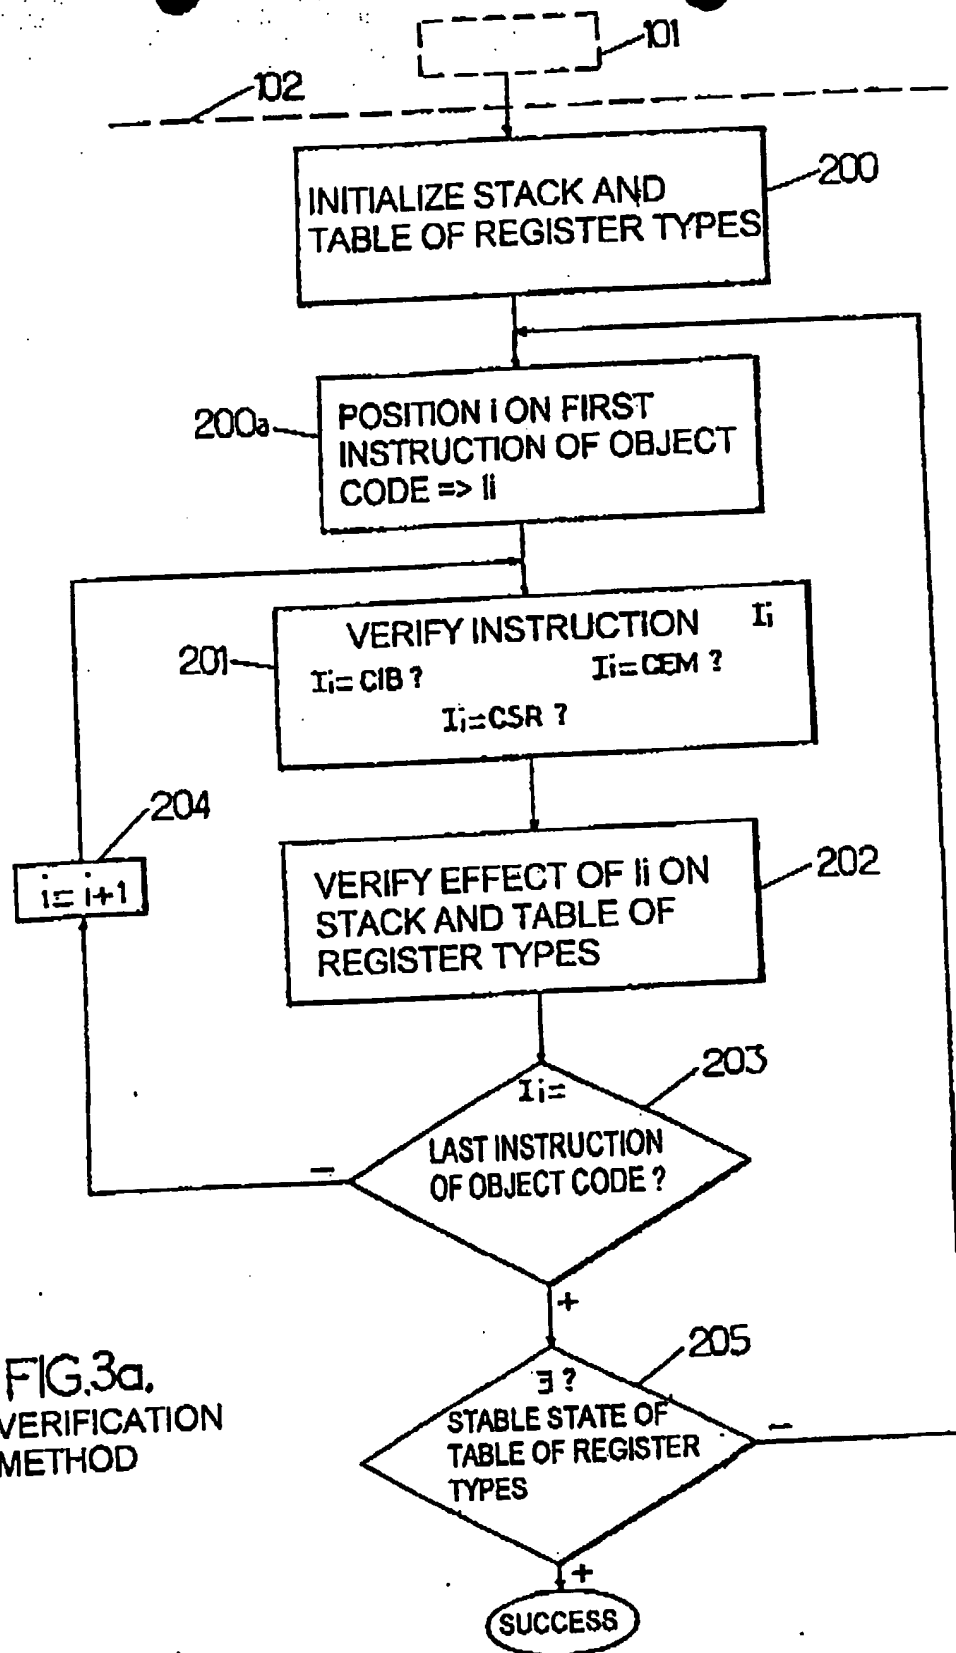 101
102
200
INITIALIZE STACK AND
TABLE OF REGISTER TYPES
200a
POSITION i ON FIRST
INSTRUCTION OF OBJECT
CODE => Ii
201
VERIFY INSTRUCTION Ii
Ii= CIB ? Ii=CEM ?
Ii=CSR ?
204
i= i+1
202
VERIFY EFFECT OF Ii ON
STACK AND TABLE OF
REGISTER TYPES
203
Ii=
LAST INSTRUCTION
OF OBJECT CODE ?
−
+
205
∃ ?
STABLE STATE OF
TABLE OF REGISTER
TYPES
−
+
SUCCESS
FIG.3a.
VERIFICATION
METHOD